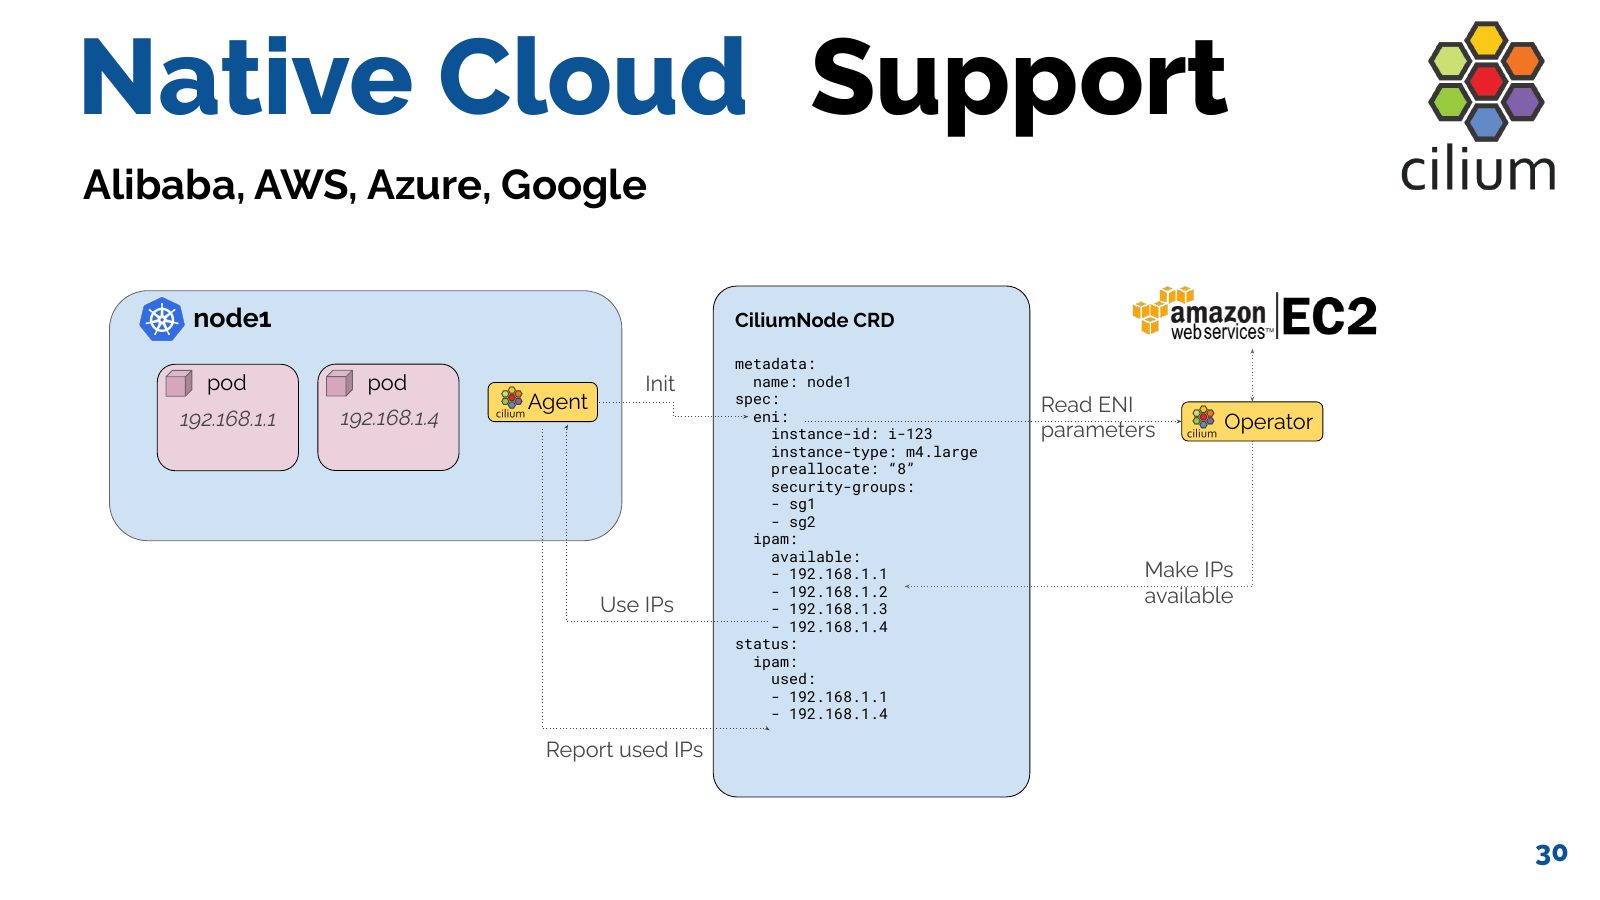 Native Cloud Support
cilium
Alibaba, AWS, Azure, Google
node1
pod
192.168.1.1
pod
192.168.1.4
cilium
Agent
Init
CiliumNode CRD
metadata:
  name: node1
spec:
  eni:
    instance-id: i-123
    instance-type: m4.large
    preallocate: “8”
    security-groups:
    - sg1
    - sg2
  ipam:
    available:
    - 192.168.1.1
    - 192.168.1.2
    - 192.168.1.3
    - 192.168.1.4
status:
  ipam:
    used:
    - 192.168.1.1
    - 192.168.1.4
Use IPs
Report used IPs
amazon
web services™
EC2
Read ENI
parameters
cilium
Operator
Make IPs
available
30